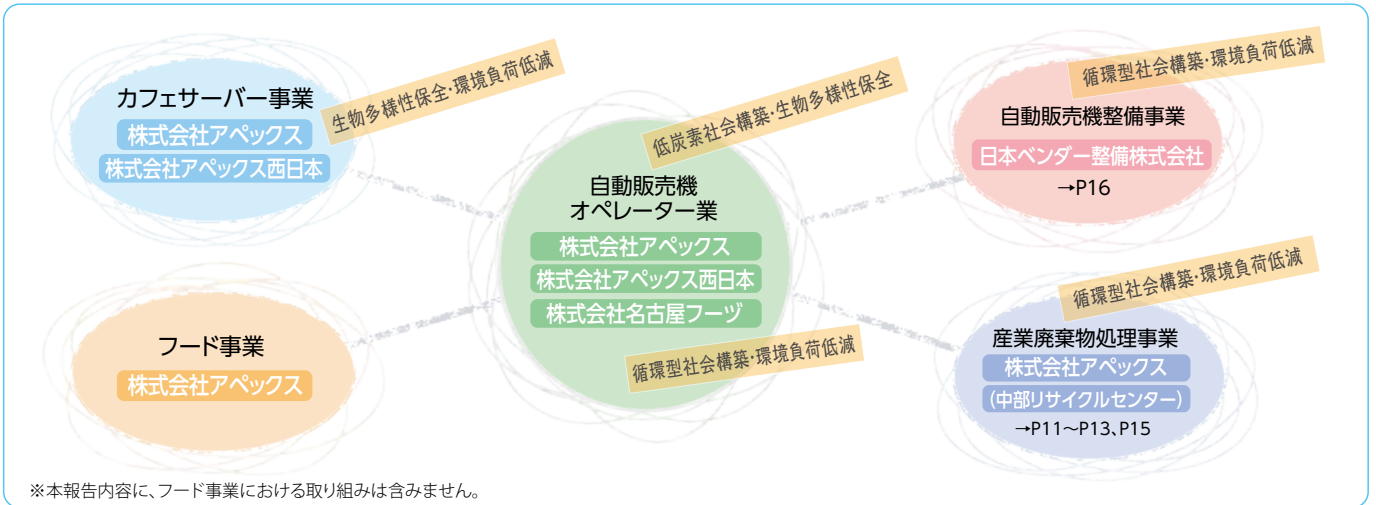 カフェサーバー事業
株式会社アペックス
株式会社アペックス西日本
生物多様性保全・環境負荷低減
フード事業
株式会社アペックス
低炭素社会構築・生物多様性保全
自動販売機
オペレーター業
株式会社アペックス
株式会社アペックス西日本
株式会社名古屋フーヅ
循環型社会構築・環境負荷低減
循環型社会構築・環境負荷低減
自動販売機整備事業
日本ベンダー整備株式会社
→P16
循環型社会構築・環境負荷低減
産業廃棄物処理事業
株式会社アペックス
(中部リサイクルセンター)
→P11〜P13、P15
※本報告内容に、フード事業における取り組みは含みません。